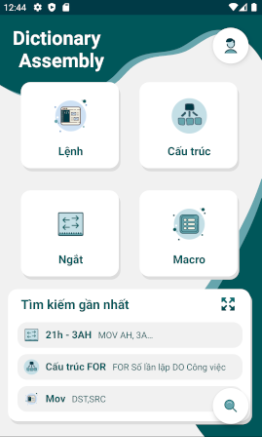 12:44
Dictionary
Assembly
Lệnh
Cấu trúc
Ngắt
Macro
Tìm kiếm gần nhất
21h - 3AH MOV AH, 3A...
Cấu trúc FOR FOR Số lần lặp DO Công việc
Mov DST,SRC